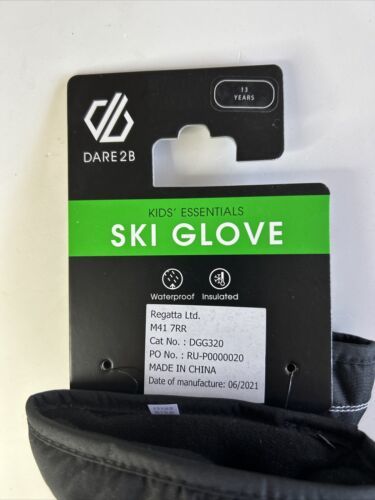 13
YEARS
DARE2B
KIDS' ESSENTIALS
SKI GLOVE
Waterproof Insulated
Regatta Ltd.
M41 7RR
Cat No. : DGG320
PO No. : RU-P0000020
MADE IN CHINA
Date of manufacture: 06/2021